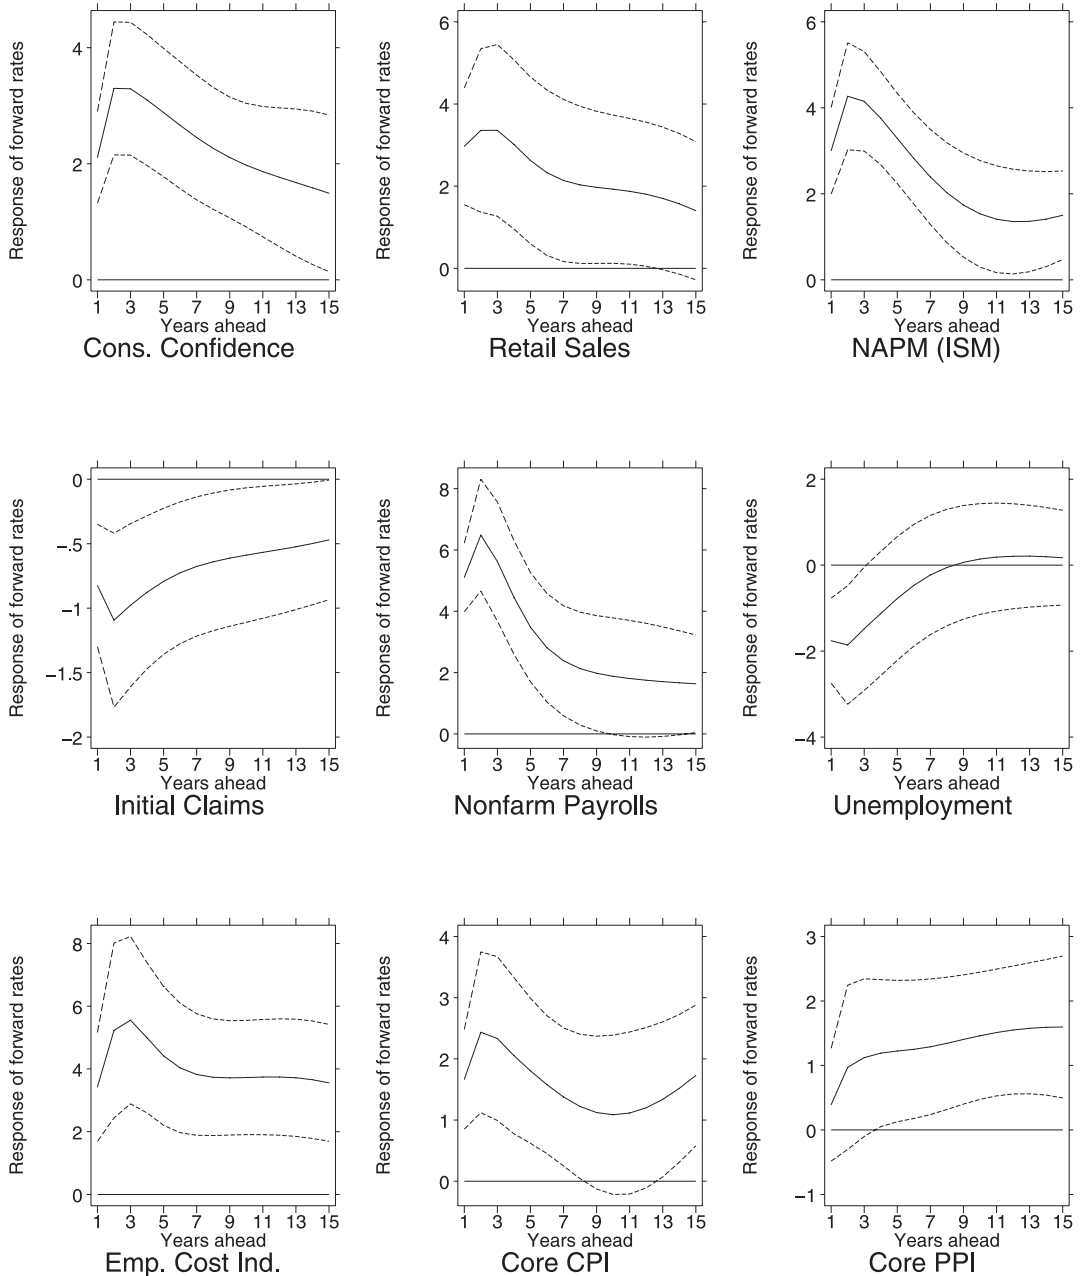 Response of forward rates
4
2
0
1 3 5 7 9 11 13 15
Years ahead
Cons. Confidence
Response of forward rates
6
4
2
0
1 3 5 7 9 11 13 15
Years ahead
Retail Sales
Response of forward rates
6
4
2
0
1 3 5 7 9 11 13 15
Years ahead
NAPM (ISM)
Response of forward rates
0
−.5
−1
−1.5
−2
1 3 5 7 9 11 13 15
Years ahead
Initial Claims
Response of forward rates
8
6
4
2
0
1 3 5 7 9 11 13 15
Years ahead
Nonfarm Payrolls
Response of forward rates
2
0
−2
−4
1 3 5 7 9 11 13 15
Years ahead
Unemployment
Response of forward rates
8
6
4
2
0
1 3 5 7 9 11 13 15
Years ahead
Emp. Cost Ind.
Response of forward rates
4
3
2
1
0
1 3 5 7 9 11 13 15
Years ahead
Core CPI
Response of forward rates
3
2
1
0
−1
1 3 5 7 9 11 13 15
Years ahead
Core PPI